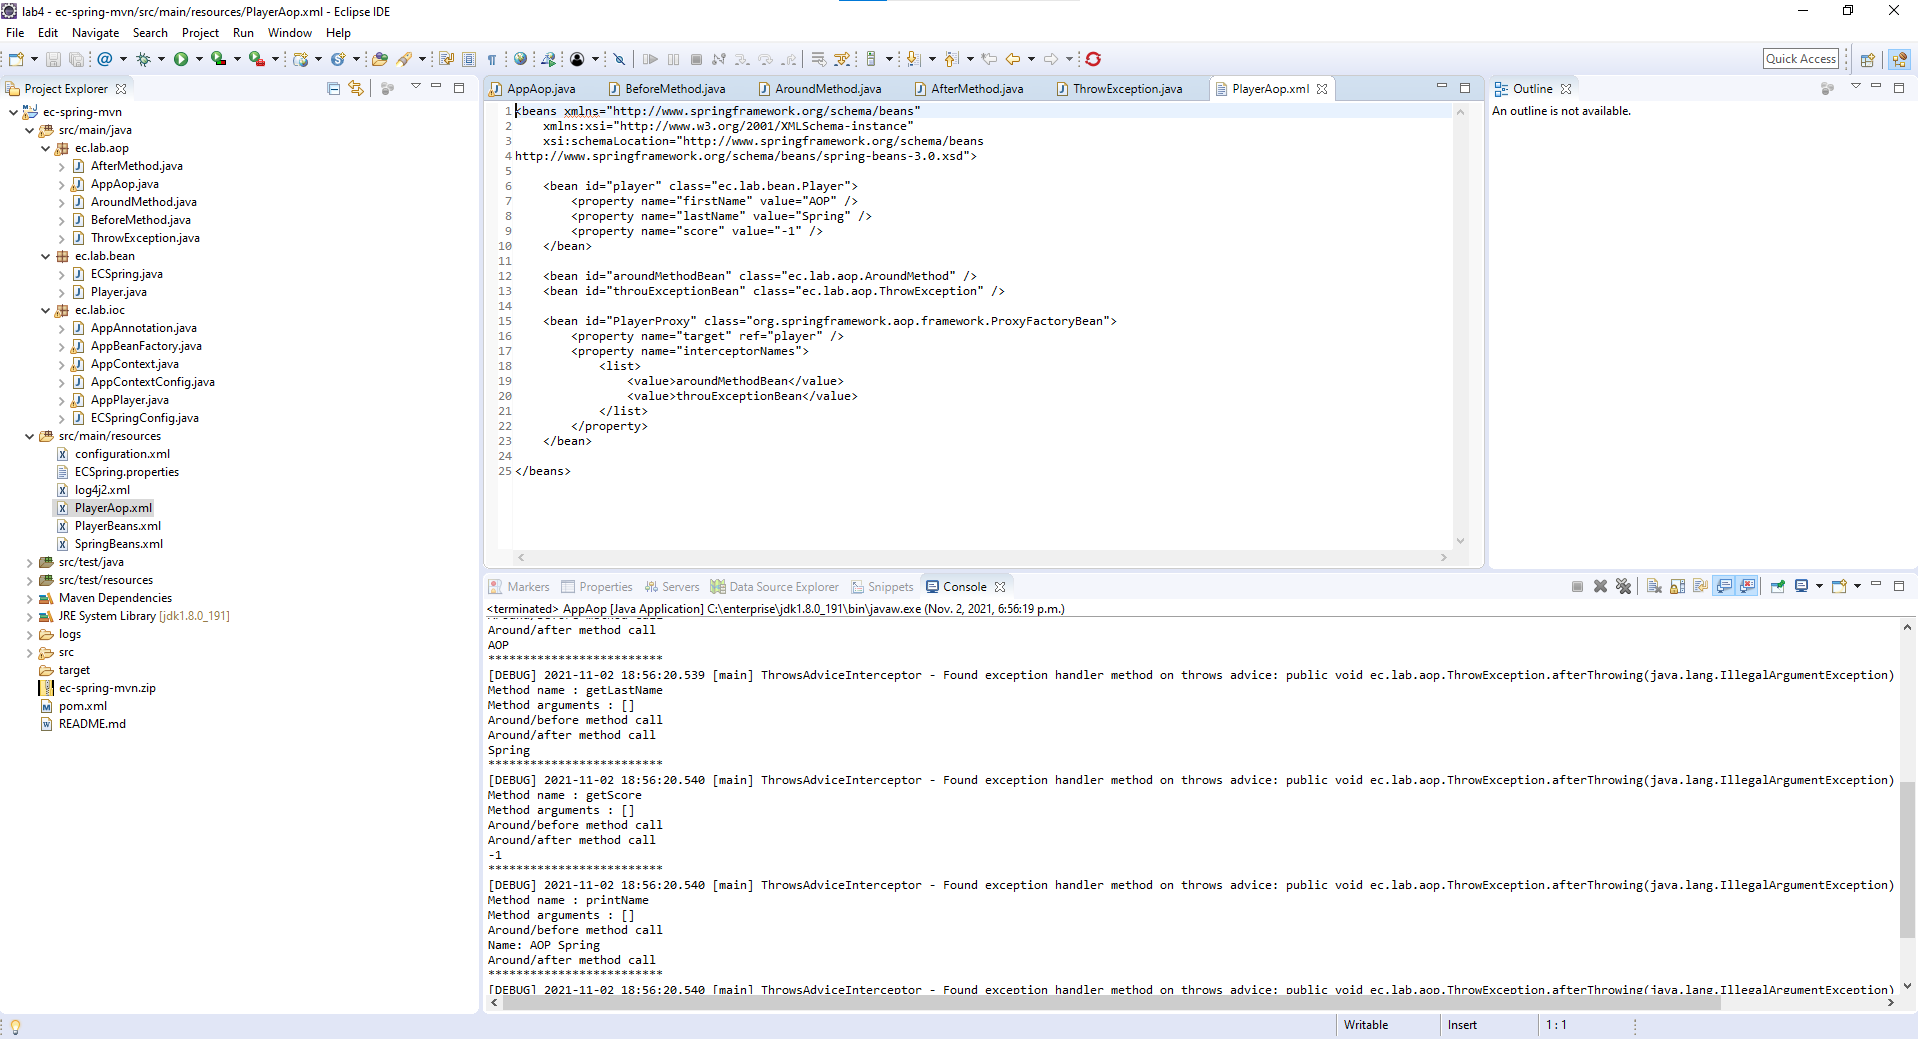 lab4 - ec-spring-mvn/src/main/resources/PlayerAop.xml - Eclipse IDE
File Edit Navigate Search Project Run Window Help
Quick Access
Project Explorer
ec-spring-mvn
src/main/java
ec.lab.aop
AfterMethod.java
AppAop.java
AroundMethod.java
BeforeMethod.java
ThrowException.java
ec.lab.bean
ECSpring.java
Player.java
ec.lab.ioc
AppAnnotation.java
AppBeanFactory.java
AppContext.java
AppContextConfig.java
AppPlayer.java
ECSpringConfig.java
src/main/resources
configuration.xml
ECSpring.properties
log4j2.xml
PlayerAop.xml
PlayerBeans.xml
SpringBeans.xml
src/test/java
src/test/resources
Maven Dependencies
JRE System Library [jdk1.8.0_191]
logs
src
target
ec-spring-mvn.zip
pom.xml
README.md
AppAop.java BeforeMethod.java AroundMethod.java AfterMethod.java ThrowException.java PlayerAop.xml
1 <beans xmlns="http://www.springframework.org/schema/beans"
2 xmlns:xsi="http://www.w3.org/2001/XMLSchema-instance"
3 xsi:schemaLocation="http://www.springframework.org/schema/beans
4 http://www.springframework.org/schema/beans/spring-beans-3.0.xsd">
5
6 <bean id="player" class="ec.lab.bean.Player">
7 <property name="firstName" value="AOP" />
8 <property name="lastName" value="Spring" />
9 <property name="score" value="-1" />
10 </bean>
11
12 <bean id="aroundMethodBean" class="ec.lab.aop.AroundMethod" />
13 <bean id="throuExceptionBean" class="ec.lab.aop.ThrowException" />
14
15 <bean id="PlayerProxy" class="org.springframework.aop.framework.ProxyFactoryBean">
16 <property name="target" ref="player" />
17 <property name="interceptorNames">
18 <list>
19 <value>aroundMethodBean</value>
20 <value>throuExceptionBean</value>
21 </list>
22 </property>
23 </bean>
24
25 </beans>
Outline
An outline is not available.
Markers Properties Servers Data Source Explorer Snippets Console
<terminated> AppAop [Java Application] C:\enterprise\jdk1.8.0_191\bin\javaw.exe (Nov. 2, 2021, 6:56:19 p.m.)
Around/before method call
Around/after method call
AOP
*************************
[DEBUG] 2021-11-02 18:56:20.539 [main] ThrowsAdviceInterceptor - Found exception handler method on throws advice: public void ec.lab.aop.ThrowException.afterThrowing(java.lang.IllegalArgumentException)
Method name : getLastName
Method arguments : []
Around/before method call
Around/after method call
Spring
*************************
[DEBUG] 2021-11-02 18:56:20.540 [main] ThrowsAdviceInterceptor - Found exception handler method on throws advice: public void ec.lab.aop.ThrowException.afterThrowing(java.lang.IllegalArgumentException)
Method name : getScore
Method arguments : []
Around/before method call
Around/after method call
-1
*************************
[DEBUG] 2021-11-02 18:56:20.540 [main] ThrowsAdviceInterceptor - Found exception handler method on throws advice: public void ec.lab.aop.ThrowException.afterThrowing(java.lang.IllegalArgumentException)
Method name : printName
Method arguments : []
Around/before method call
Name: AOP Spring
Around/after method call
*************************
[DEBUG] 2021-11-02 18:56:20.540 [main] ThrowsAdviceInterceptor - Found exception handler method on throws advice: public void ec.lab.aop.ThrowException.afterThrowing(java.lang.IllegalArgumentException)
Writable Insert 1 : 1